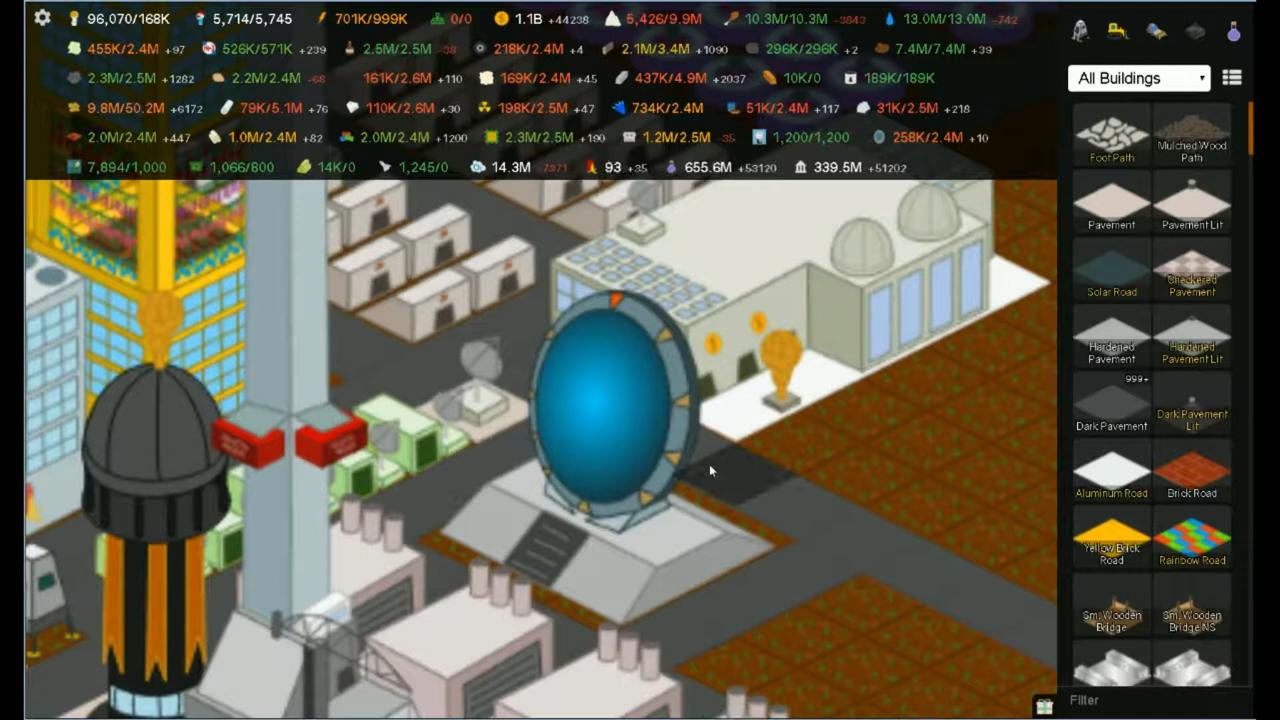 96,070/168K 5,714/5,745 701K/999K 0/0 1.1B +44238 5,426/9.9M 10.3M/10.3M -3843 13.0M/13.0M -742
455K/2.4M +97 526K/571K +239 2.5M/2.5M -38 218K/2.4M +4 2.1M/3.4M +1090 296K/296K +2 7.4M/7.4M +39
2.3M/2.5M +1282 2.2M/2.4M -68 161K/2.6M +110 169K/2.4M +45 437K/4.9M +2037 10K/0 189K/189K
9.8M/50.2M +6172 79K/5.1M +76 110K/2.6M +30 198K/2.5M +47 734K/2.4M 51K/2.4M +117 31K/2.5M +218
2.0M/2.4M +447 1.0M/2.4M +82 2.0M/2.4M +1200 2.3M/2.5M +190 1.2M/2.5M -35 1,200/1,200 258K/2.4M +10
7,894/1,000 1,066/800 14K/0 1,245/0 14.3M -7371 93 +35 655.6M +53120 339.5M +51202
All Buildings
Foot Path
Mulched Wood
Path
Pavement
Pavement Lit
Solar Road
Checkered
Pavement
Hardened
Pavement
Hardened
Pavement Lit
999+
Dark Pavement
Dark Pavement
Lit
Aluminum Road
Brick Road
Yellow Brick
Road
Rainbow Road
Sm. Wooden
Bridge
Sm. Wooden
Bridge NS
Filter